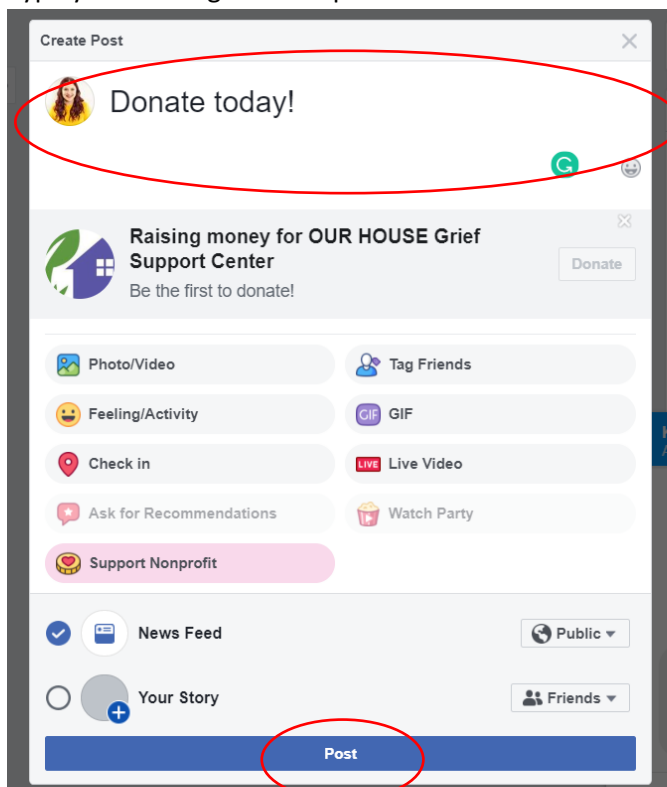 Create Post
Donate today!
G
Raising money for OUR HOUSE Grief
Support Center
Be the first to donate!
Donate
Photo/Video
Tag Friends
Feeling/Activity
GIF GIF
Check in
LIVE Live Video
Ask for Recommendations
Watch Party
Support Nonprofit
News Feed
Public
Your Story
Friends
Post